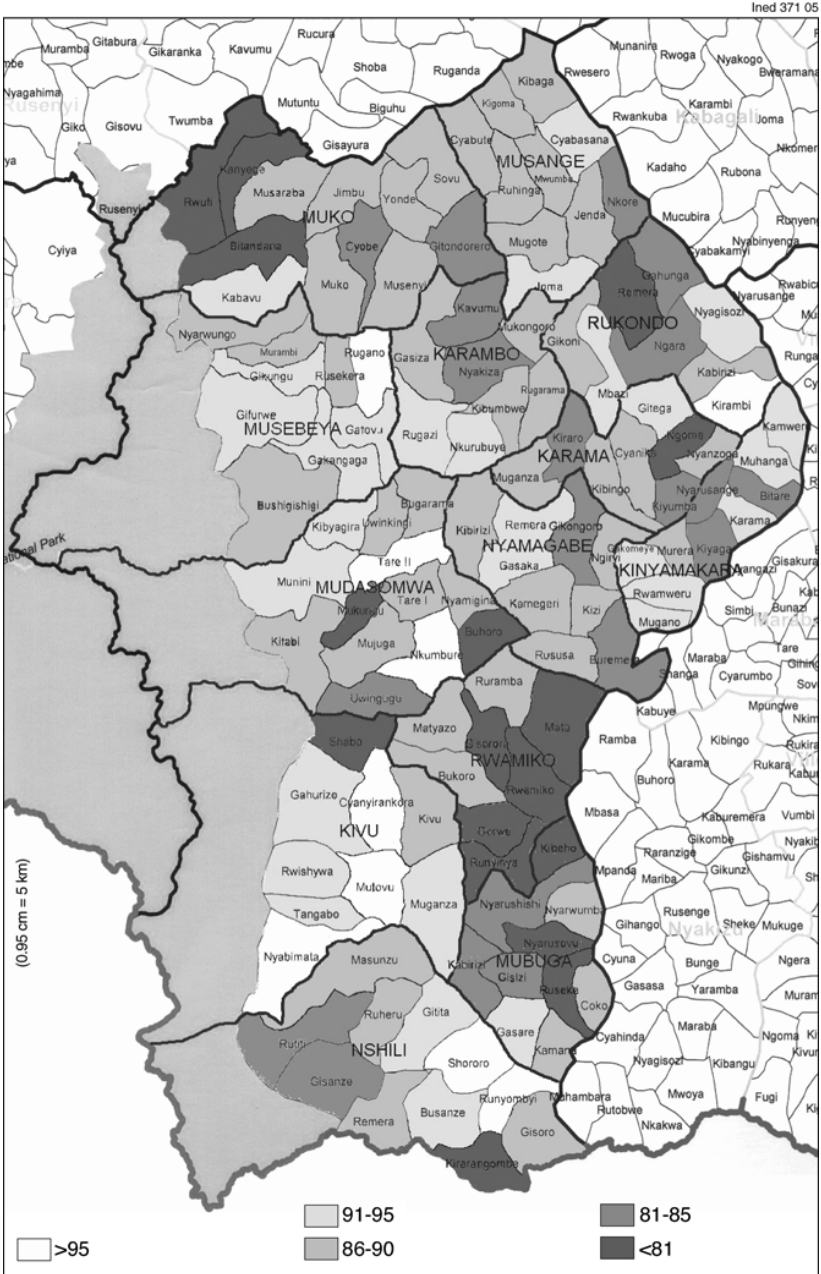 Ined 371 05
Rucura
Gitabura
Muramba
Gikaranka
Kavumu
Munanira
Rwoga
Nyakogo
Shoba
Ruganda
Kibaga
Rwesero
Bweramana
Nyagahima
Rusenyi
Mutuntu
Biguhu
Kigoma
Karambi
Kabagali
Joma
Giko
Gisovu
Twumba
Rwankuba
Gisayura
Cyabute
Cyabasana
MUSANGE
Kadaho
Rubona
Kanyege
Sovu
Mwumba
Musaraba
Jimbu
Yonde
Ruhinga
Nkore
Rusenyi
Rwufi
MUKO
Jenda
Mucubira
Cyiya
Bitandara
Cyobe
Gitondorero
Mugote
Nyabinyenga
Cyabakamyi
Gahunga
Kabavu
Muko
Musenyi
Joma
Remera
Nyarusange
Kavumu
Nyagisozi
Nyarwungo
Mukongoro
RUKONDO
Gikoni
Ngara
Murambi
Rugano
Gasiza
KARAMBO
Gikungu
Rusekera
Nyakiza
Kabirizi
Rugarama
Mbazi
Gifurwe
Kibumbwe
Gitega
Kirambi
MUSEBEYA
Gatovu
Rugazi
Nkurubuye
Kiraro
Ngoma
Kamweru
KARAMA
Cyanika
Nyanzoga
Gakangaga
Muhanga
Muganza
Kibingo
Nyarusange
Bitare
Bushigishigi
Bugarama
Kiyumba
Kibyagira
Uwinkingi
Kibirizi
Remera
Gikongoro
Karama
ational Park
NYAMAGABE
Murera
Kiyaga
Tare II
Gasaka
Ngiryi
KINYAMAKARA
Gisakura
Munini
MUDASOMWA
Rwamweru
Mukungu
Tare I
Nyamigina
Kamegeri
Kizi
Simbi
Bunazi
Mugano
Kitabi
Mujuga
Buhoro
Tare
Nkumbure
Rususa
Buremera
Maraba
Shanga
Cyarumbo
Ruramba
Uwingugu
Kabuye
Mpungwe
Shabo
Matyazo
Mata
Gisorora
Ramba
Kibingo
RWAMIKO
Karama
Rukara
Bukoro
Buhoro
Gahurizo
Cyanyirankora
Rwamiko
Mbasa
Kaburemera
Vumbi
KIVU
Kivu
Gorwe
Kibeho
Gikombe
Raranzige
Gishamvu
Rwishywa
Runyinya
Mpanda
Gikunzi
Mutovu
Mariba
Muganza
Nyarushishi
Nyarwumba
Rusenge
Tangabo
Gihango
Sheke
Mukuge
Nyakizu
Nyarusovu
Nyabimata
Masunzu
MUBUGA
Cyuna
Bunge
Ngera
Kabirizi
Gisizi
Ruseke
Gasasa
Yaramba
Coko
Ruheru
Gitita
Gasare
Maraba
Rutiti
Cyahinda
Ngoma
NSHILI
Kamana
Shororo
Nyagisozi
Kibangu
Gisanze
Busanze
Runyombyi
Mahambara
Mwoya
Fugi
Remera
Rutobwe
Gisoro
Nkakwa
Kirarangombe
(0.95 cm = 5 km)
91-95
81-85
>95
86-90
<81